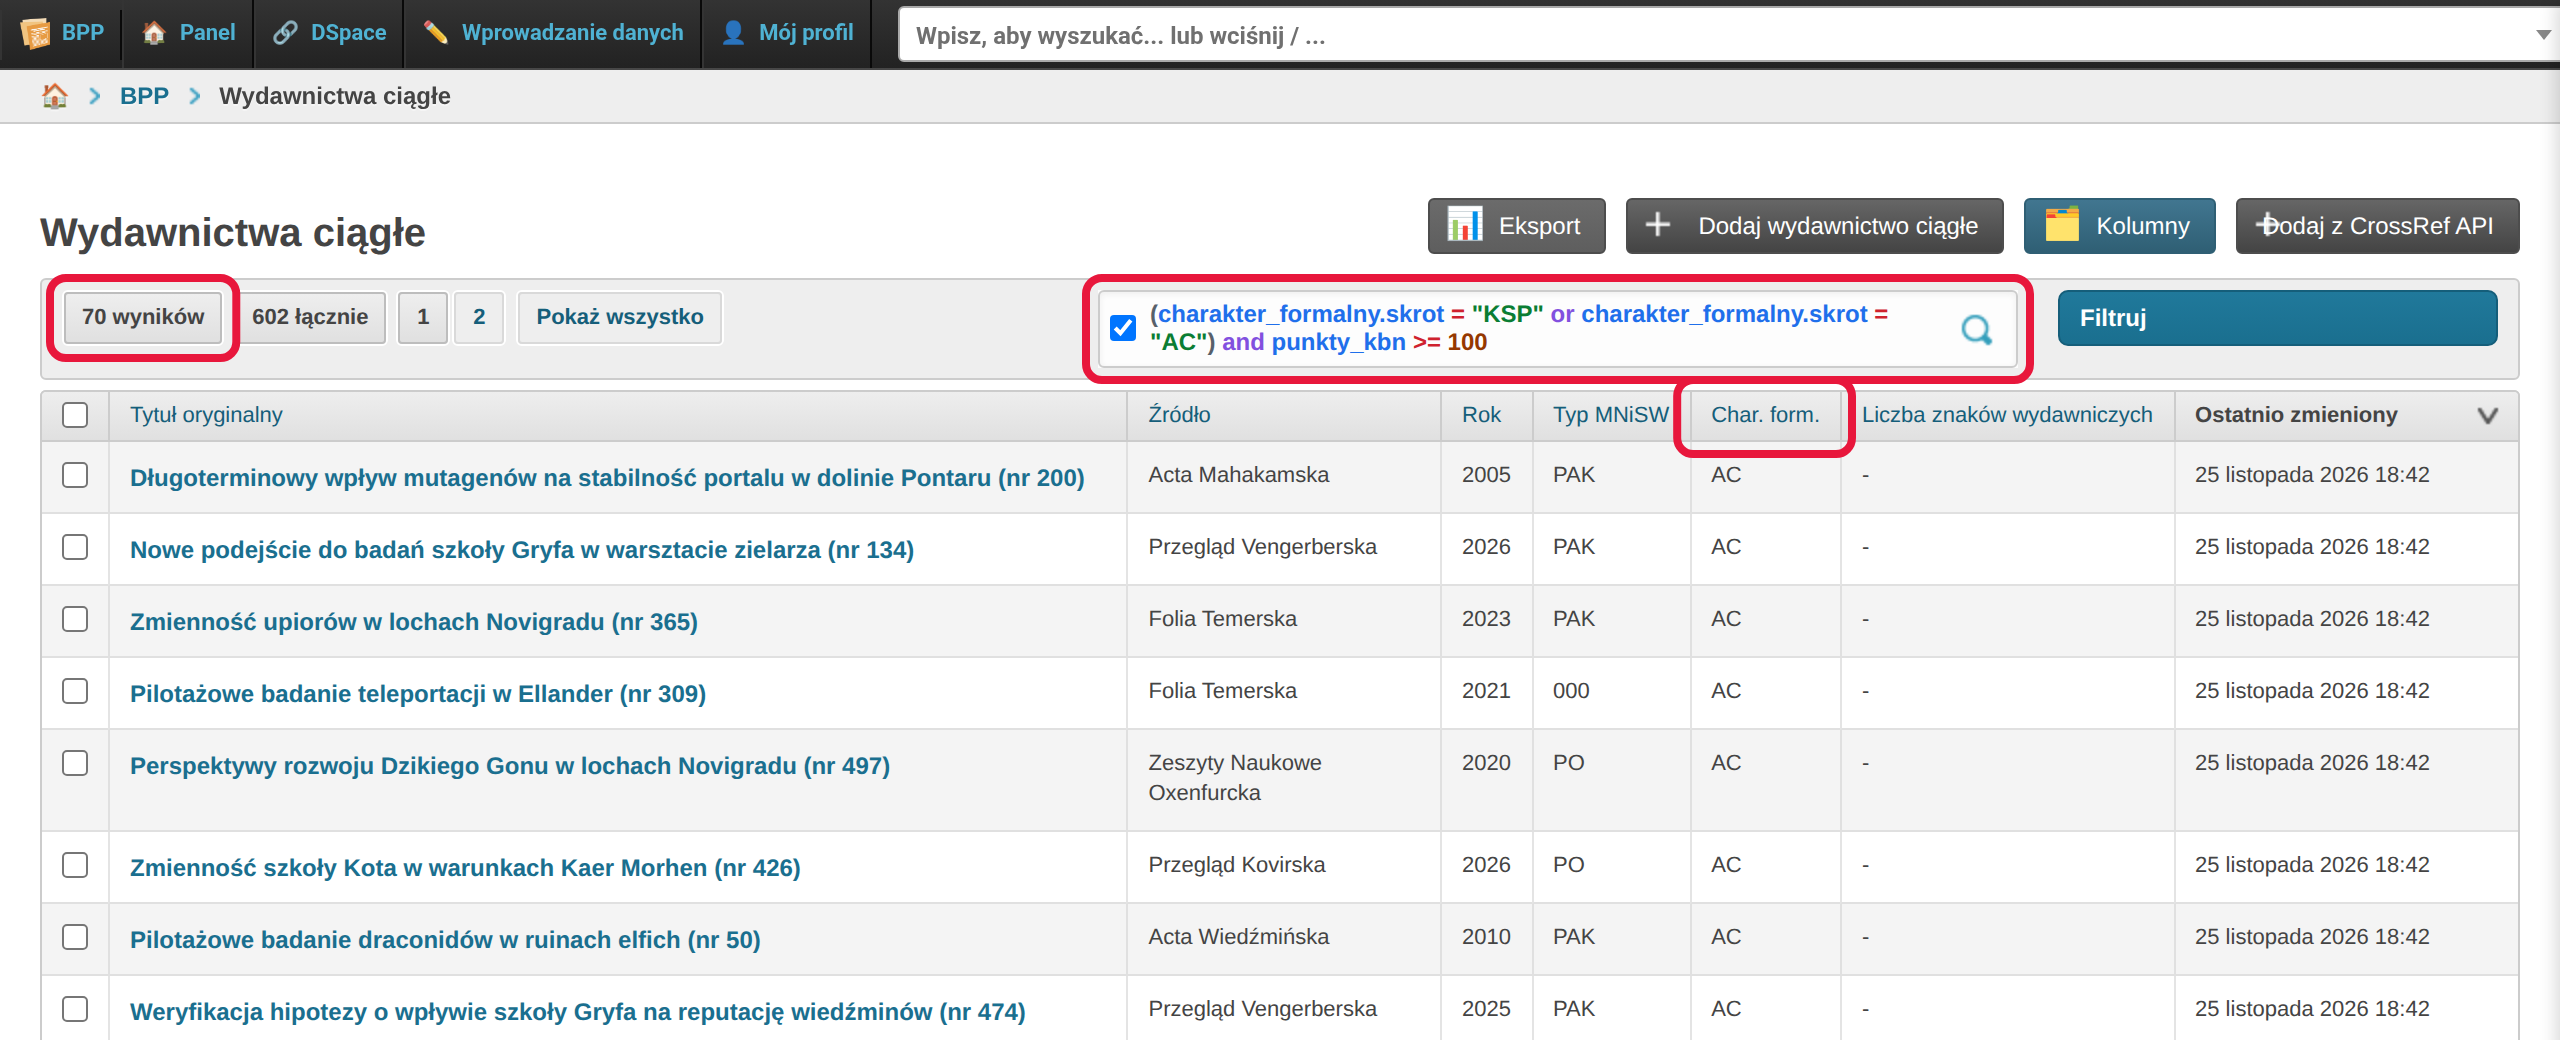 BPP Panel DSpace Wprowadzanie danych Mój profil Wpisz, aby wyszukać... lub wciśnij / ...
BPP Wydawnictwa ciągłe
Wydawnictwa ciągłe
Eksport Dodaj wydawnictwo ciągłe Kolumny Dodaj z CrossRef API
70 wyników 602 łącznie 1 2 Pokaż wszystko
(charakter_formalny.skrot = "KSP" or charakter_formalny.skrot =
"AC") and punkty_kbn >= 100
Filtruj
Tytuł oryginalny Źródło Rok Typ MNiSW Char. form. Liczba znaków wydawniczych Ostatnio zmieniony
Długoterminowy wpływ mutagenów na stabilność portalu w dolinie Pontaru (nr 200) Acta Mahakamska 2005 PAK AC - 25 listopada 2026 18:42
Nowe podejście do badań szkoły Gryfa w warsztacie zielarza (nr 134) Przegląd Vengerberska 2026 PAK AC - 25 listopada 2026 18:42
Zmienność upiorów w lochach Novigradu (nr 365) Folia Temerska 2023 PAK AC - 25 listopada 2026 18:42
Pilotażowe badanie teleportacji w Ellander (nr 309) Folia Temerska 2021 000 AC - 25 listopada 2026 18:42
Perspektywy rozwoju Dzikiego Gonu w lochach Novigradu (nr 497) Zeszyty Naukowe 2020 PO AC - 25 listopada 2026 18:42
Oxenfurcka
Zmienność szkoły Kota w warunkach Kaer Morhen (nr 426) Przegląd Kovirska 2026 PO AC - 25 listopada 2026 18:42
Pilotażowe badanie draconidów w ruinach elfich (nr 50) Acta Wiedźmińska 2010 PAK AC - 25 listopada 2026 18:42
Weryfikacja hipotezy o wpływie szkoły Gryfa na reputację wiedźminów (nr 474) Przegląd Vengerberska 2025 PAK AC - 25 listopada 2026 18:42